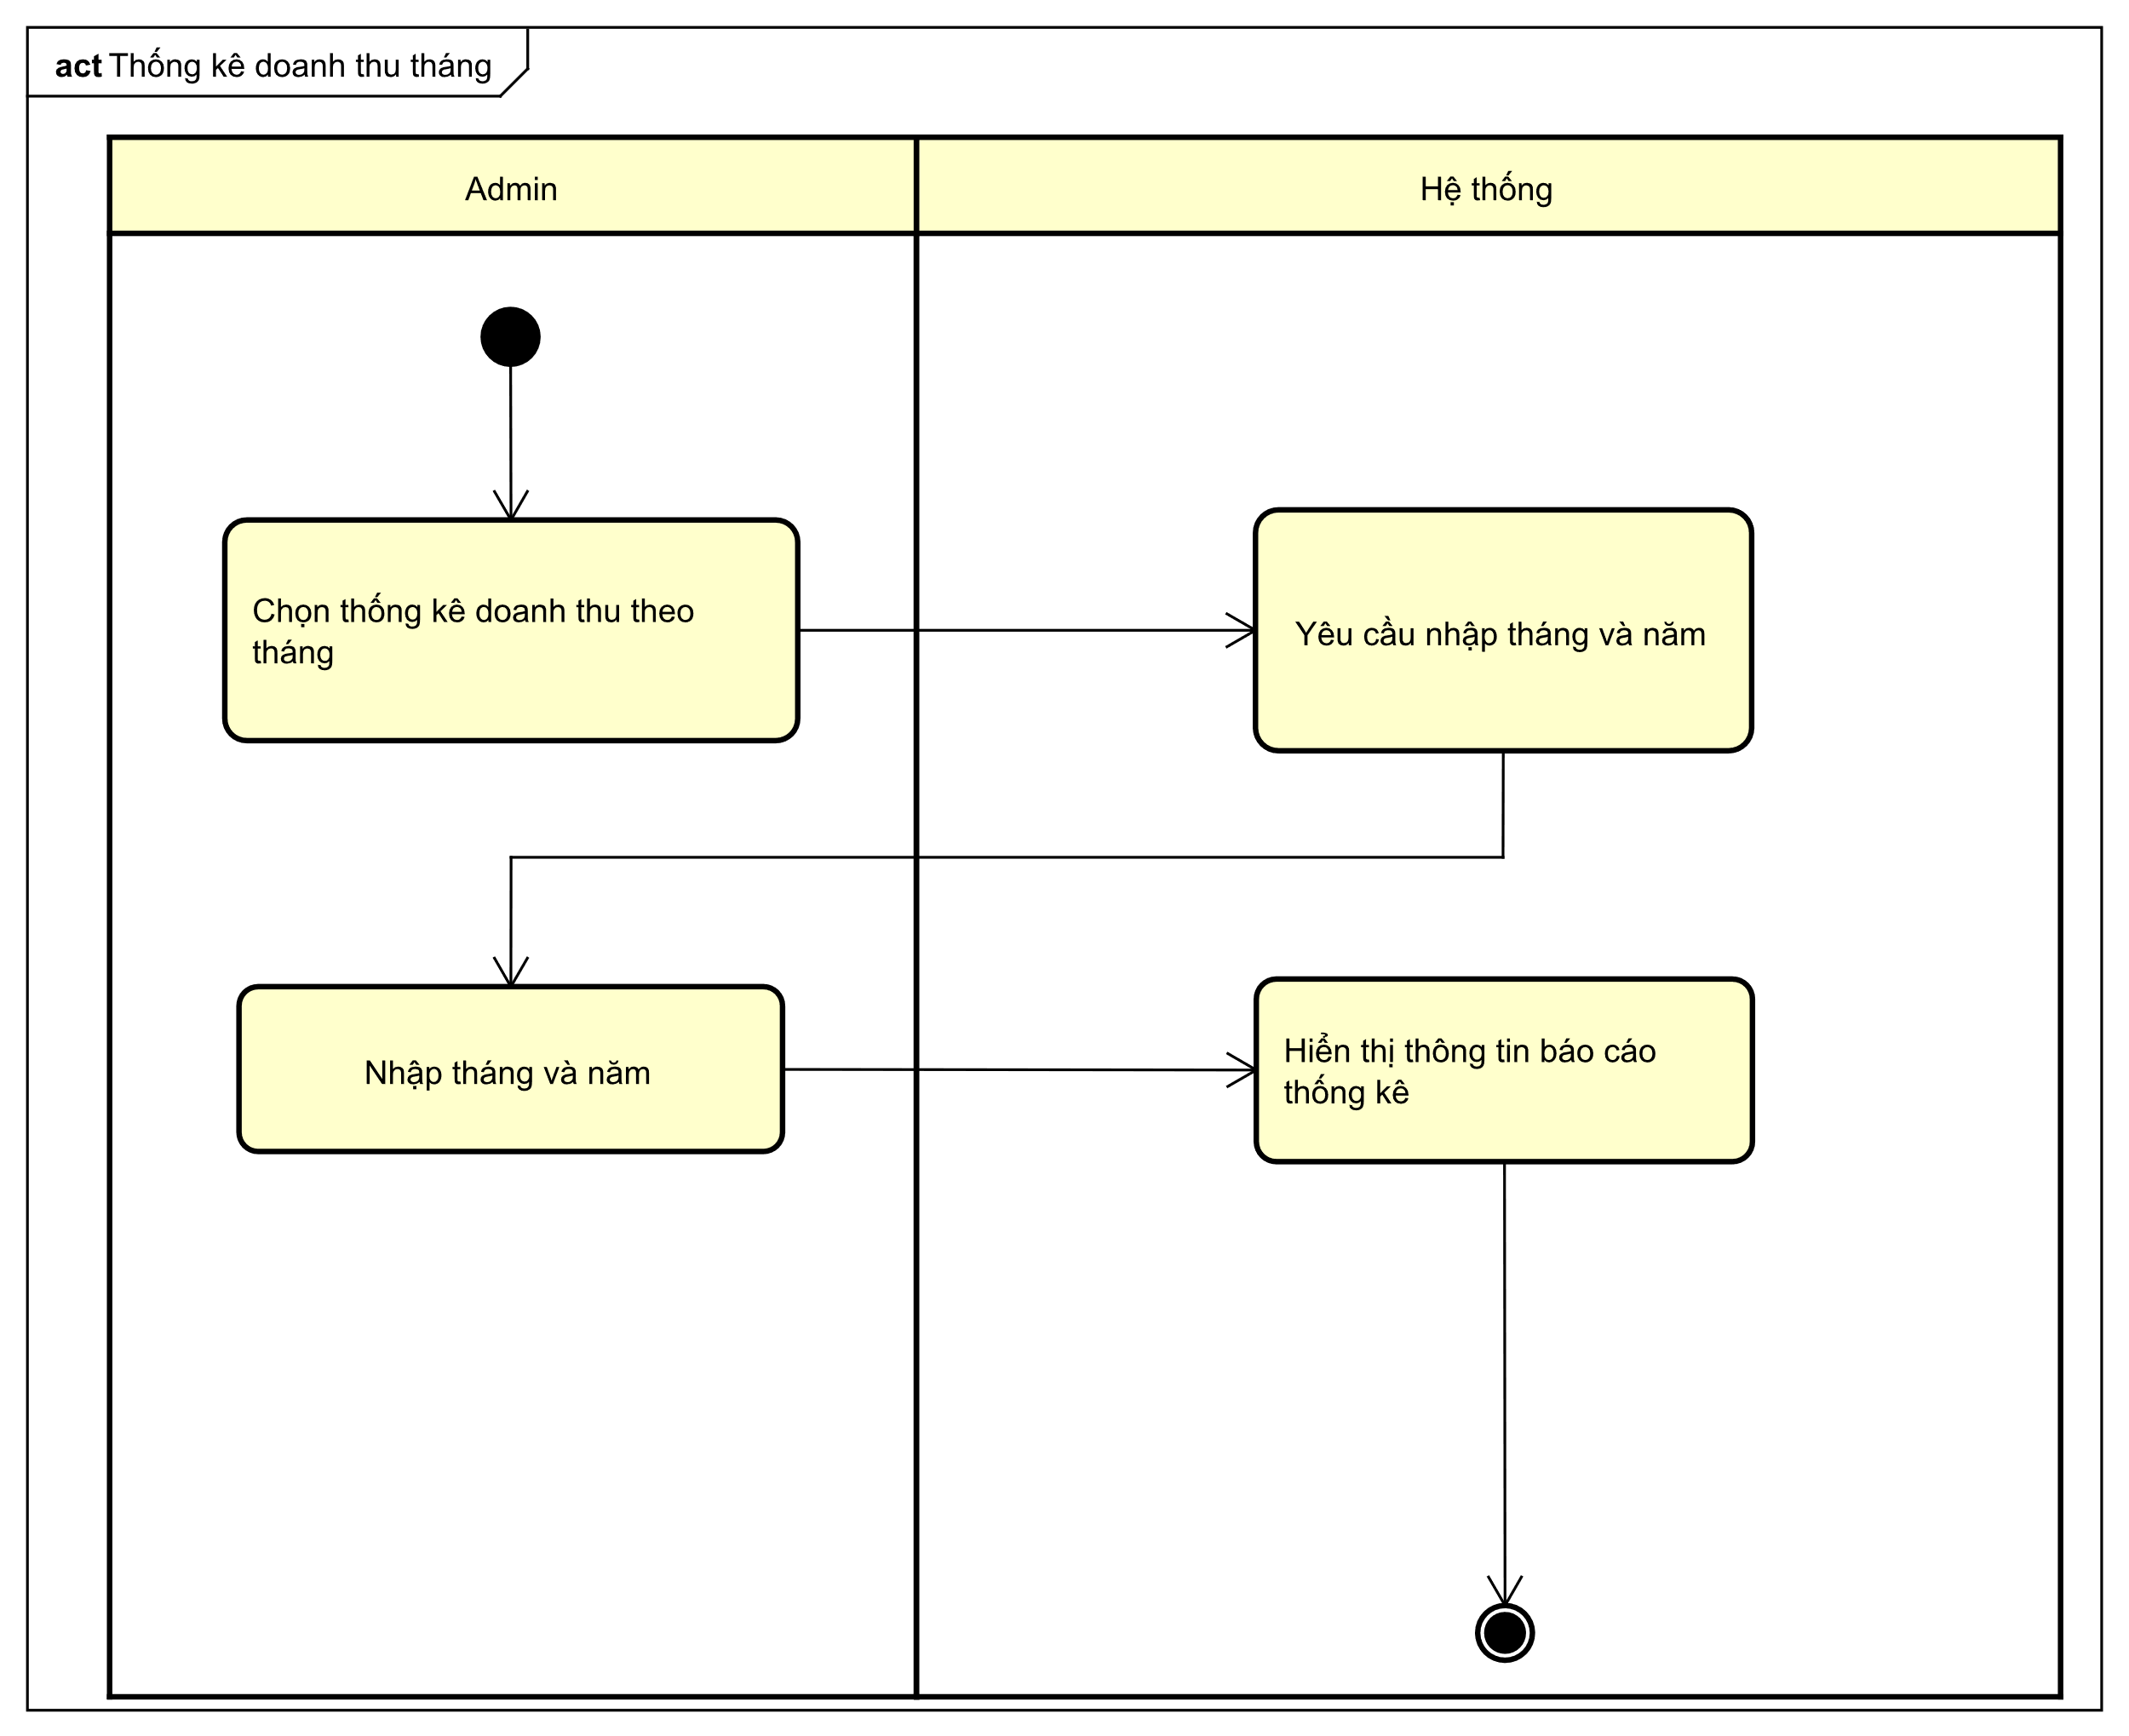 act Thống kê doanh thu tháng
Admin
Hệ thống
Chọn thống kê doanh thu theo
tháng
Yêu cầu nhập tháng và năm
Nhập tháng và năm
Hiển thị thông tin báo cáo
thống kê